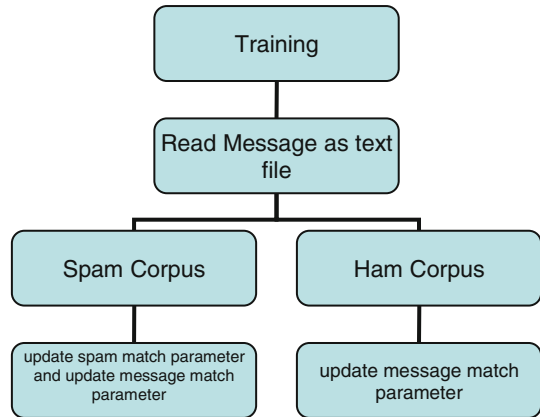 Training
Read Message as text
file
Spam Corpus
Ham Corpus
update spam match parameter
and update message match
parameter
update message match
parameter